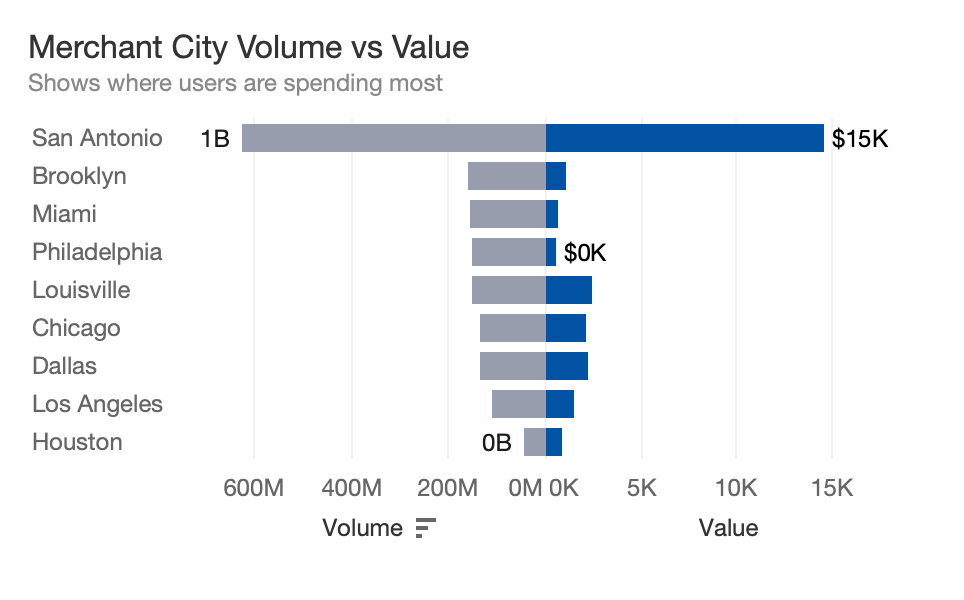 Merchant City Volume vs Value
Shows where users are spending most
San Antonio 1B $15K
Brooklyn
Miami
Philadelphia $0K
Louisville
Chicago
Dallas
Los Angeles
Houston 0B
600M 400M 200M 0M 0K 5K 10K 15K
Volume Value